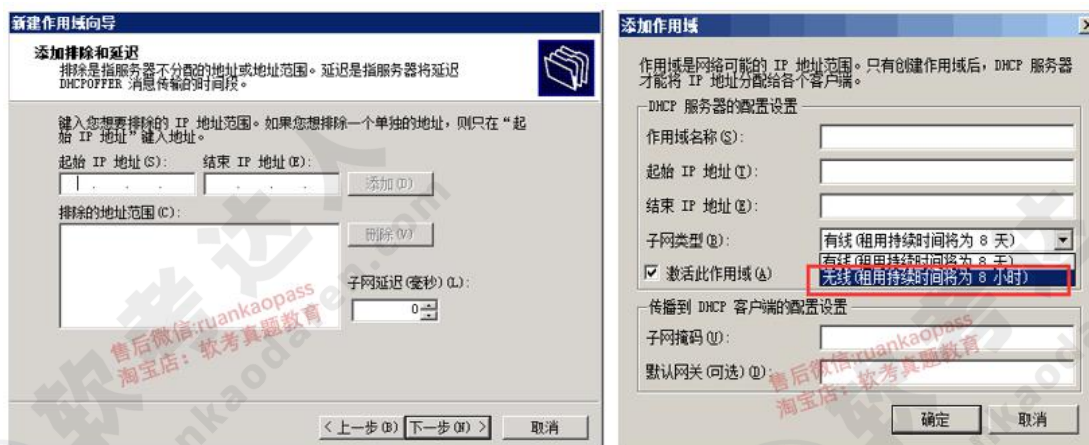 新建作用域向导
添加排除和延迟
排除是指服务器不分配的地址或地址范围。延迟是指服务器将延迟
DHCPOFFER 消息传输的时间段。
键入您想要排除的 IP 地址范围。如果您想排除一个单独的地址，则只在“起
始 IP 地址”键入地址。
起始 IP 地址(S):
结束 IP 地址(E):
添加(D)
排除的地址范围(C):
删除(V)
子网延迟(毫秒)(L):
0
售后微信:ruankaopass
淘宝店：软考真题教育
< 上一步(B)
下一步(N) >
取消
添加作用域
作用域是网络可能的 IP 地址范围。只有创建作用域后，DHCP 服务器
才能将 IP 地址分配给各个客户端。
DHCP 服务器的配置设置
作用域名称(S):
起始 IP 地址(T):
结束 IP 地址(E):
子网类型(B):
有线(租用持续时间将为 8 天)
有线(租用持续时间将为 8 天)
激活此作用域(A)
无线(租用持续时间将为 8 小时)
传播到 DHCP 客户端的配置设置
子网掩码(U):
默认网关(可选)(D):
售后微信:ruankaopass
淘宝店：软考真题教育
确定
取消